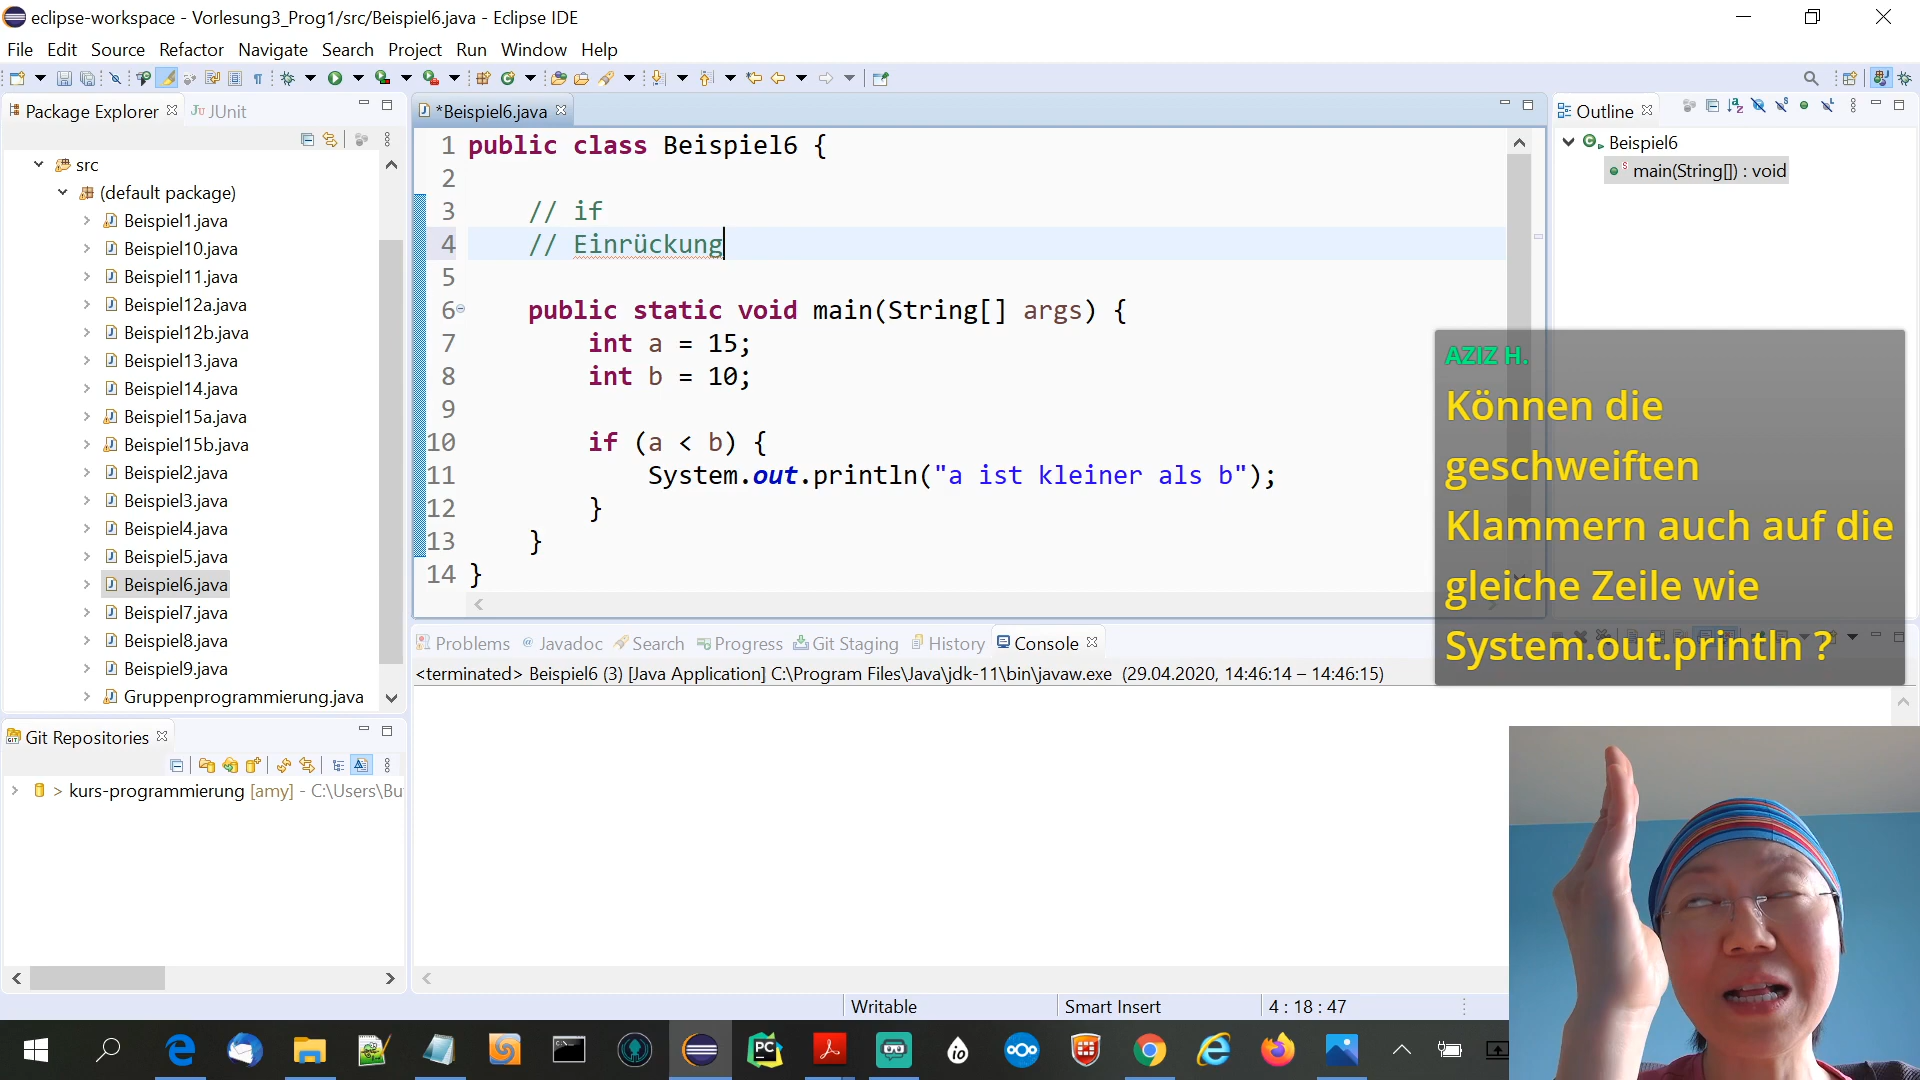 eclipse-workspace - Vorlesung3_Prog1/src/Beispiel6.java - Eclipse IDE
File Edit Source Refactor Navigate Search Project Run Window Help
Package Explorer JUnit
src
(default package)
Beispiel1.java
Beispiel10.java
Beispiel11.java
Beispiel12a.java
Beispiel12b.java
Beispiel13.java
Beispiel14.java
Beispiel15a.java
Beispiel15b.java
Beispiel2.java
Beispiel3.java
Beispiel4.java
Beispiel5.java
Beispiel6.java
Beispiel7.java
Beispiel8.java
Beispiel9.java
Gruppenprogrammierung.java
Git Repositories
> kurs-programmierung [amy] - C:\Users\Bu
*Beispiel6.java
1 public class Beispiel6 {
2
3 // if
4 // Einrückung
5
6 public static void main(String[] args) {
7 int a = 15;
8 int b = 10;
9
10 if (a < b) {
11 System.out.println("a ist kleiner als b");
12 }
13 }
14 }
Outline
Beispiel6
main(String[]) : void
AZIZ H.
Können die
geschweiften
Klammern auch auf die
gleiche Zeile wie
System.out.println ?
Problems Javadoc Search Progress Git Staging History Console
<terminated> Beispiel6 (3) [Java Application] C:\Program Files\Java\jdk-11\bin\javaw.exe (29.04.2020, 14:46:14 – 14:46:15)
Writable Smart Insert 4 : 18 : 47
PC
io